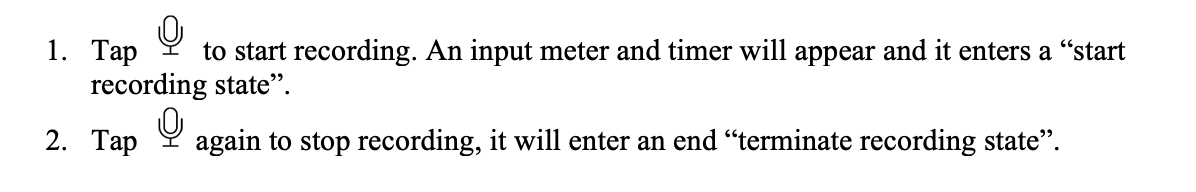 1. Tap to start recording. An input meter and timer will appear and it enters a “start
recording state”.
2. Tap again to stop recording, it will enter an end “terminate recording state”.